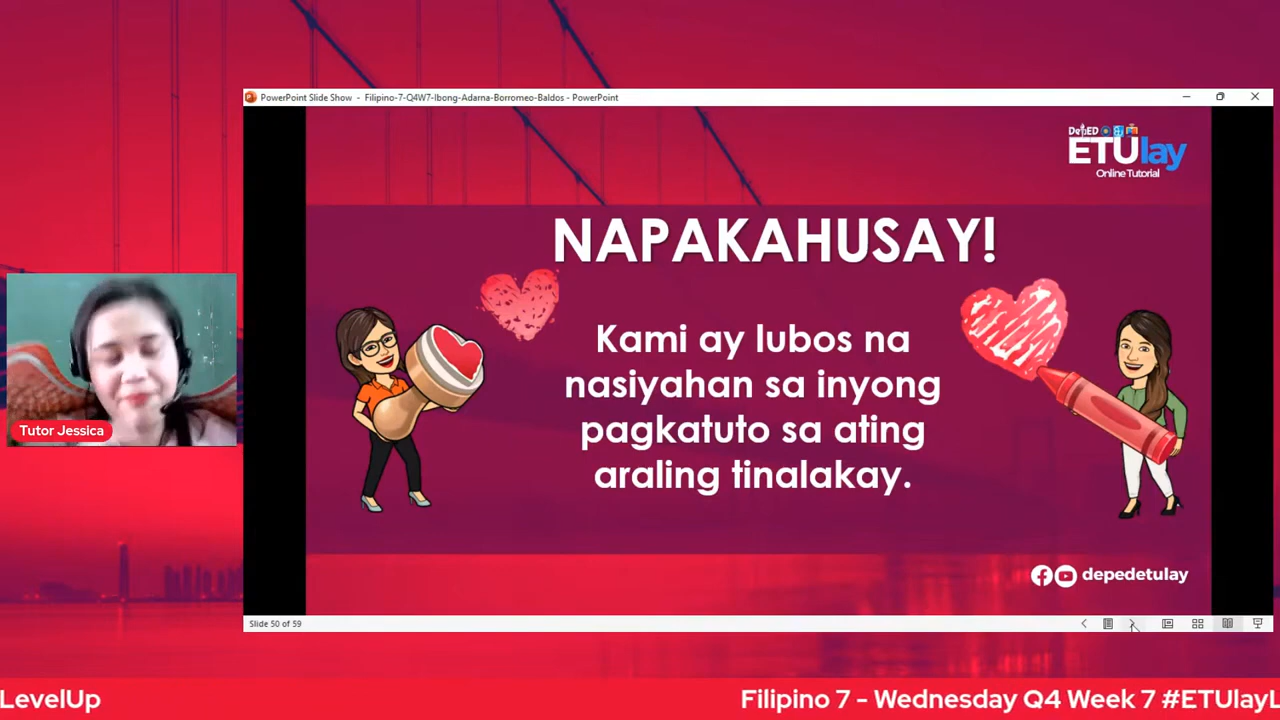 PowerPoint Slide Show - Filipino-7-Q4W7-Ibong-Adarna-Borromeo-Baldos - PowerPoint
DepED
ETUlay
Online Tutorial
NAPAKAHUSAY!
Kami ay lubos na
nasiyahan sa inyong
pagkatuto sa ating
araling tinalakay.
Tutor Jessica
depedetulay
Slide 50 of 59
LevelUp
Filipino 7 - Wednesday Q4 Week 7 #ETUlayL